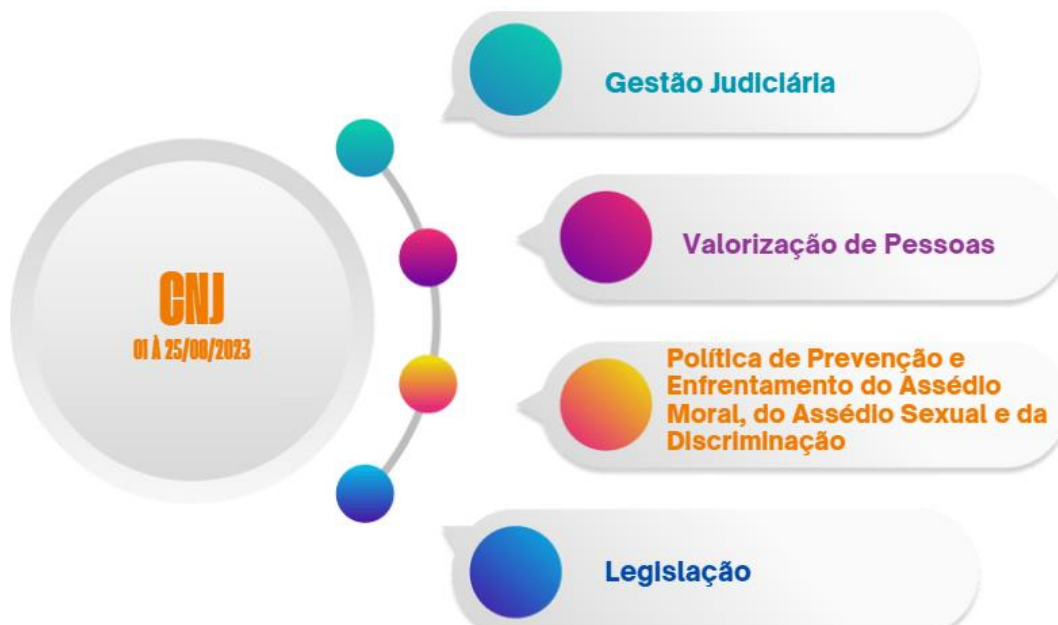 CNJ
01 À 25/08/2023
Gestão Judiciária
Valorização de Pessoas
Política de Prevenção e
Enfrentamento do Assédio
Moral, do Assédio Sexual e da
Discriminação
Legislação